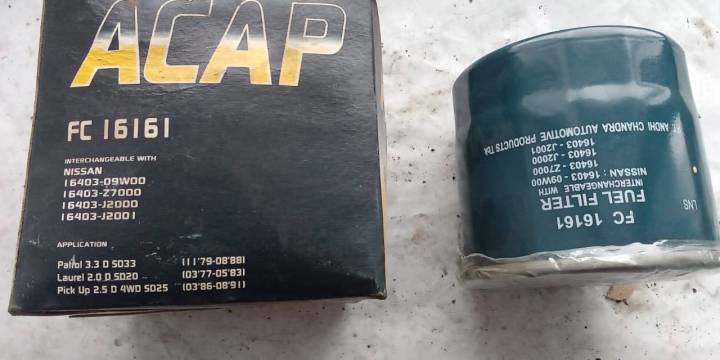 ACAP
FC 16161
INTERCHANGEABLE WITH
NISSAN
16403-09W00
16403-Z7000
16403-J2000
16403-J2001
APPLICATION
Patrol 3.3 D SD33 (11'79-08'88)
Laurel 2.0 D SD20 (03'77-05'83)
Pick Up 2.5 D 4WD SD25 (03'86-08'91)
FC 16161
FUEL FILTER
INTERCHANGEABLE WITH
NISSAN : 16403 - 09W00
16403 - Z7000
16403 - J2000
16403 - J2001
ANDHI CHANDRA AUTOMOTIVE PRODUCTS Tbk
LNS